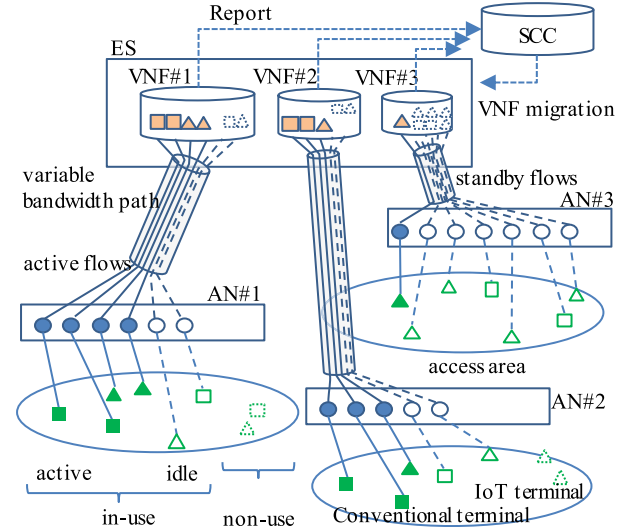 Report
SCC
ES
VNF#1
VNF#2
VNF#3
VNF migration
variable
bandwidth path
standby flows
AN#3
active flows
AN#1
access area
AN#2
active
idle
IoT terminal
Conventional terminal
in-use
non-use